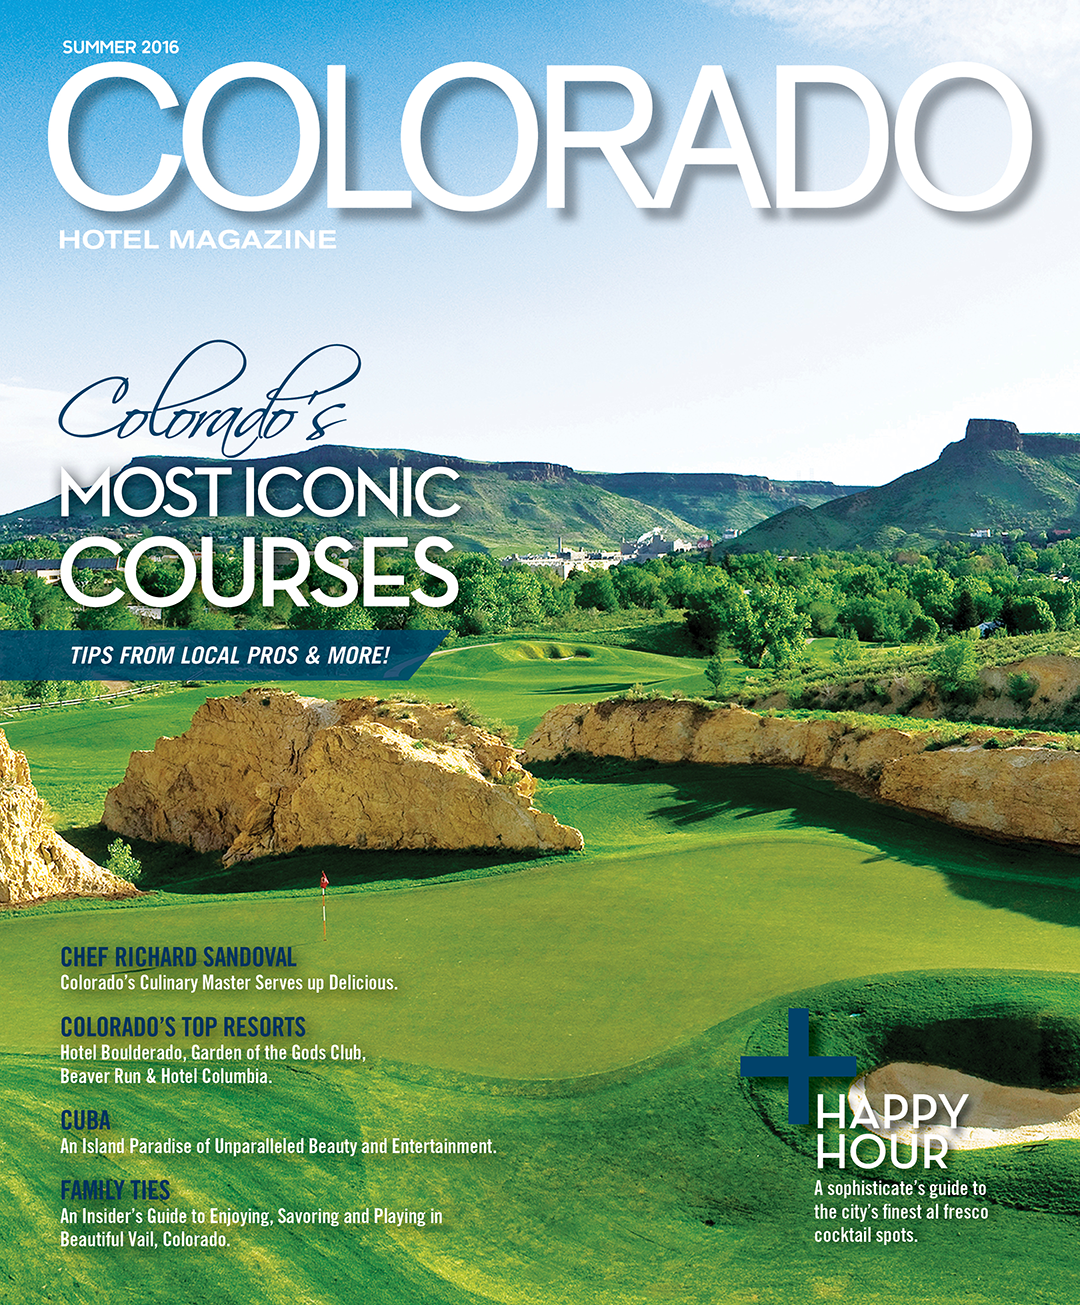 SUMMER 2016
COLORADO
HOTEL MAGAZINE
Colorado's
MOST ICONIC
COURSES
TIPS FROM LOCAL PROS & MORE!
CHEF RICHARD SANDOVAL
Colorado's Culinary Master Serves up Delicious.
COLORADO'S TOP RESORTS
Hotel Boulderado, Garden of the Gods Club,
Beaver Run & Hotel Columbia.
CUBA
An Island Paradise of Unparalleled Beauty and Entertainment.
FAMILY TIES
An Insider's Guide to Enjoying, Savoring and Playing in
Beautiful Vail, Colorado.
+
HAPPY
HOUR
A sophisticate's guide to
the city's finest al fresco
cocktail spots.